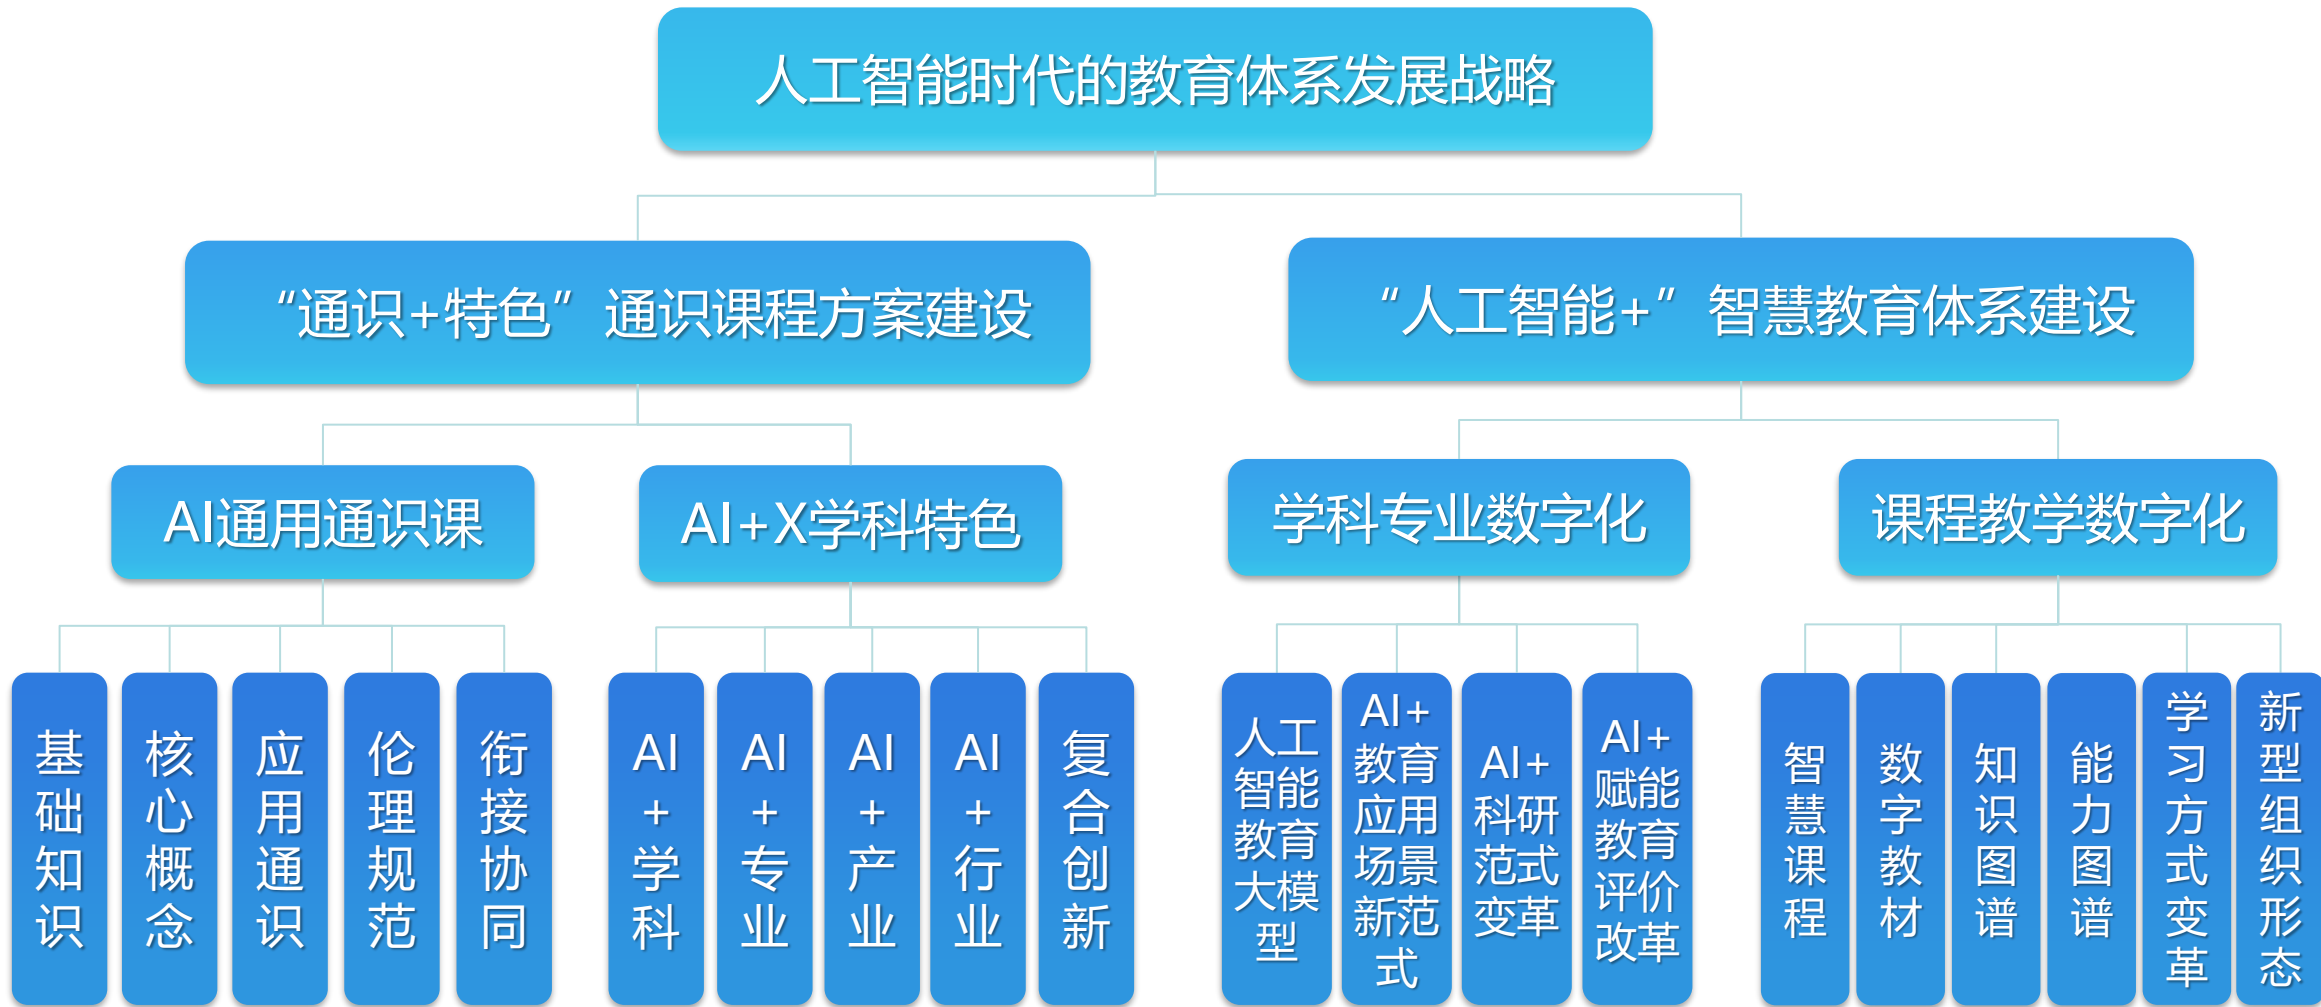 人工智能时代的教育体系发展战略
“通识+特色”通识课程方案建设
“人工智能+”智慧教育体系建设
AI通用通识课
AI+X学科特色
学科专业数字化
课程教学数字化
基础知识
核心概念
应用通识
伦理规范
衔接协同
AI+学科
AI+专业
AI+产业
AI+行业
复合创新
人工
智能
教育
大模
型
AI+
教育
应用
场景
新范
式
AI+
科研
范式
变革
AI+
赋能
教育
评价
改革
智慧课程
数字教材
知识图谱
能力图谱
学习方式变革
新型组织形态